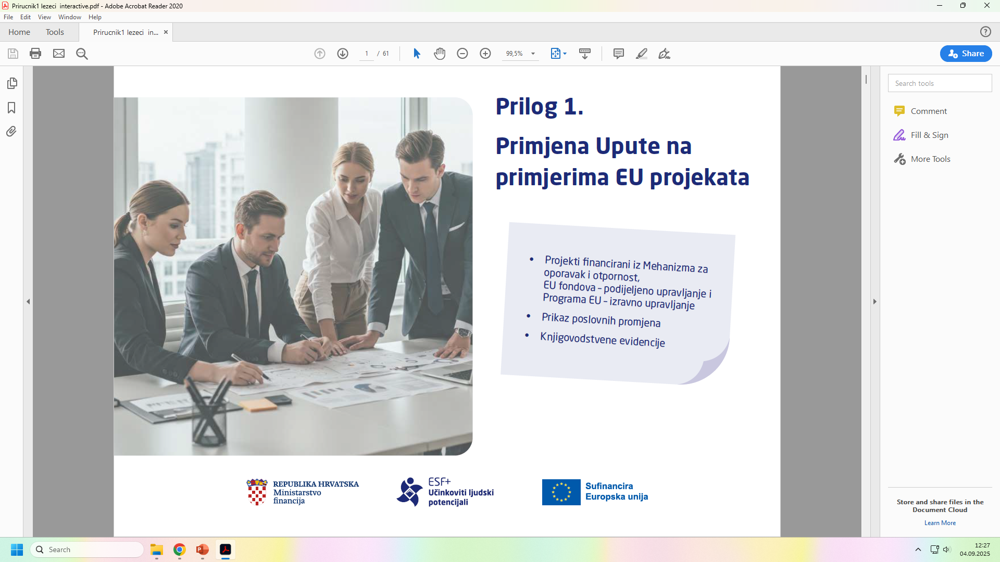 Prirucnik1 lezeci  interactive.pdf - Adobe Acrobat Reader 2020
File Edit View Window Help
Home Tools Prirucnik1 lezeci  in...
1 / 61 99,5% Share
Search tools
Comment
Fill & Sign
More Tools
Prilog 1.
Primjena Upute na
primjerima EU projekata
• Projekti financirani iz Mehanizma za
oporavak i otpornost,
EU fondova – podijeljeno upravljanje i
Programa EU – izravno upravljanje
• Prikaz poslovnih promjena
• Knjigovodstvene evidencije
REPUBLIKA HRVATSKA
Ministarstvo
financija
ESF+
Učinkoviti ljudski
potencijali
Sufinancira
Europska unija
Store and share files in the
Document Cloud
Learn More
Search
12:27
04.09.2025